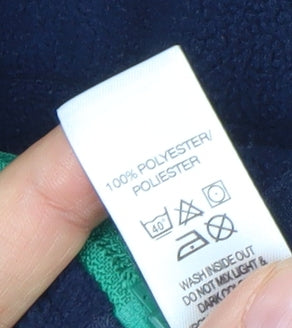 100% POLYESTER/
POLIESTER
40°
WASH INSIDE OUT
DO NOT MIX LIGHT &
DARK